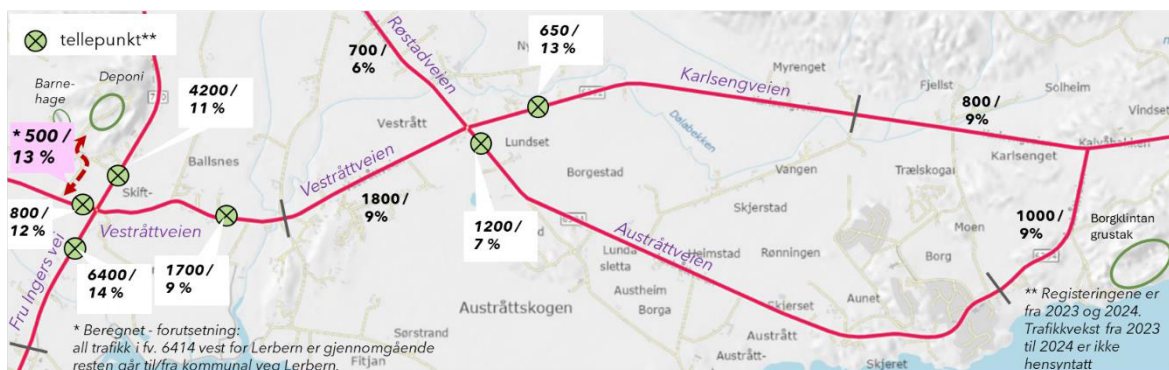 tellepunkt**
Barne-
hage
Deponi
* 500 /
13 %
4200 /
11 %
Skift-
Ballsnes
800 /
12 %
Vestråttveien
6400 /
14 %
1700 /
9 %
Fru Ingers vei
* Beregnet - forutsetning:
all trafikk i fv. 6414 vest for Lerbern er gjennomgående
resten går til/fra kommunal veg Lerbern.
700 /
6%
Røstadveien
650 /
13 %
Vestrått
Vestråttveien
1800 /
9%
Lundset
1200 /
7 %
Borgestad
Lunda
sletta
Heimstad
Austheim
Borga
Austråttveien
Austråttskogen
Sørstrand
Fitjan
Karlsengveien
Myrenget
Dalabekken
Vangen
Skjerstad
Rønningen
Skjerset
Austrått
Austrått-
Aunet
Skjeret
Fjellst
Solheim
Vindset
800 /
9%
Karlsenget
Kalvåbakken
Trælskogai
Moen
Borg
1000 /
9%
Borgklintan
grustak
** Registeringene er
fra 2023 og 2024.
Trafikkvekst fra 2023
til 2024 er ikke
hensyntatt